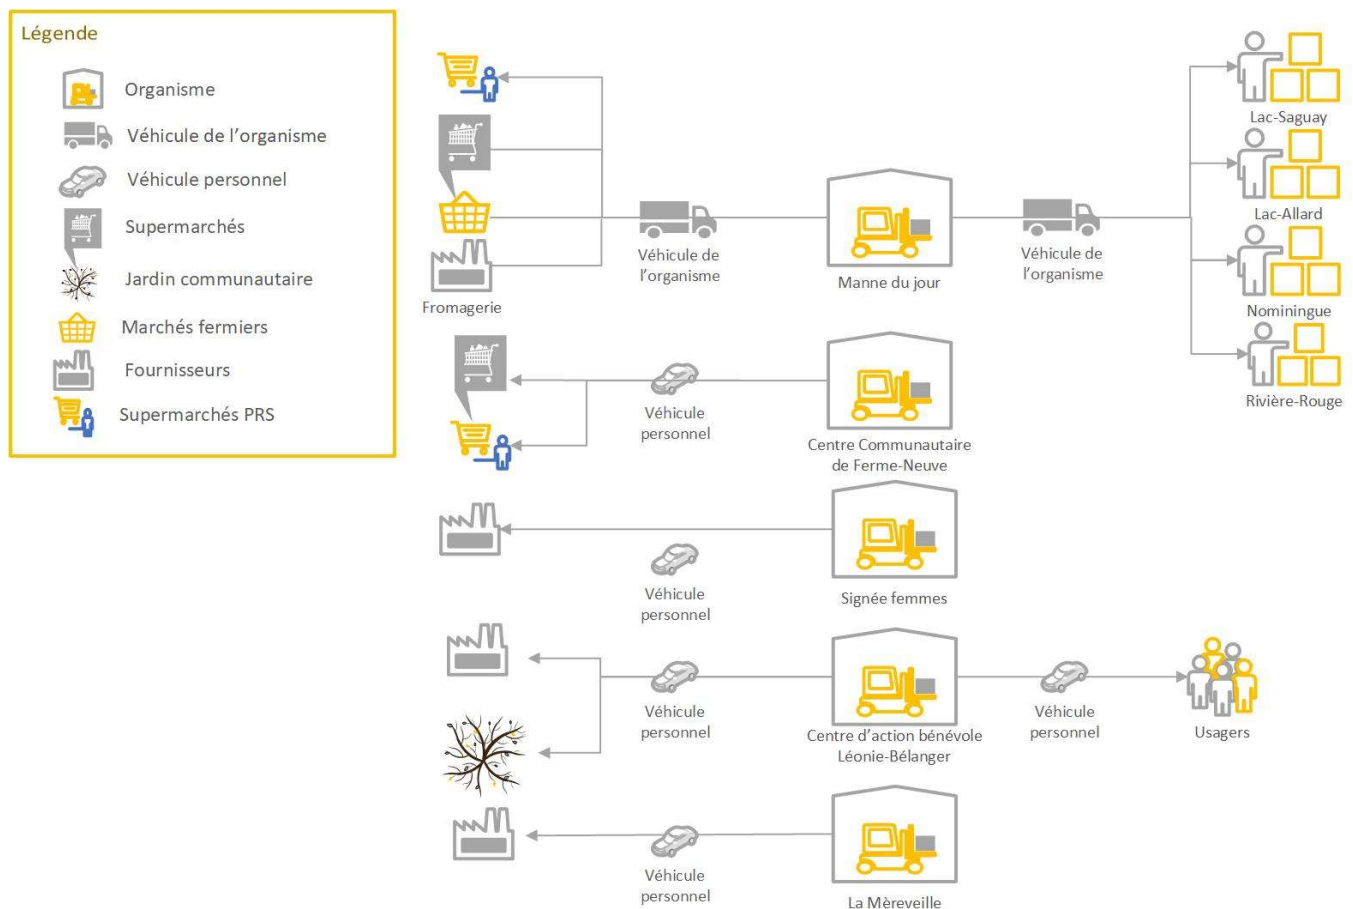 Légende
Organisme
Véhicule de l’organisme
Véhicule personnel
Supermarchés
Jardin communautaire
Marchés fermiers
Fournisseurs
Supermarchés PRS
Fromagerie
Véhicule de
l’organisme
Manne du jour
Véhicule de
l’organisme
Lac-Saguay
Lac-Allard
Nominingue
Rivière-Rouge
Véhicule
personnel
Centre Communautaire
de Ferme-Neuve
Véhicule
personnel
Signée femmes
Véhicule
personnel
Centre d’action bénévole
Léonie-Bélanger
Véhicule
personnel
Usagers
Véhicule
personnel
La Mèreveille